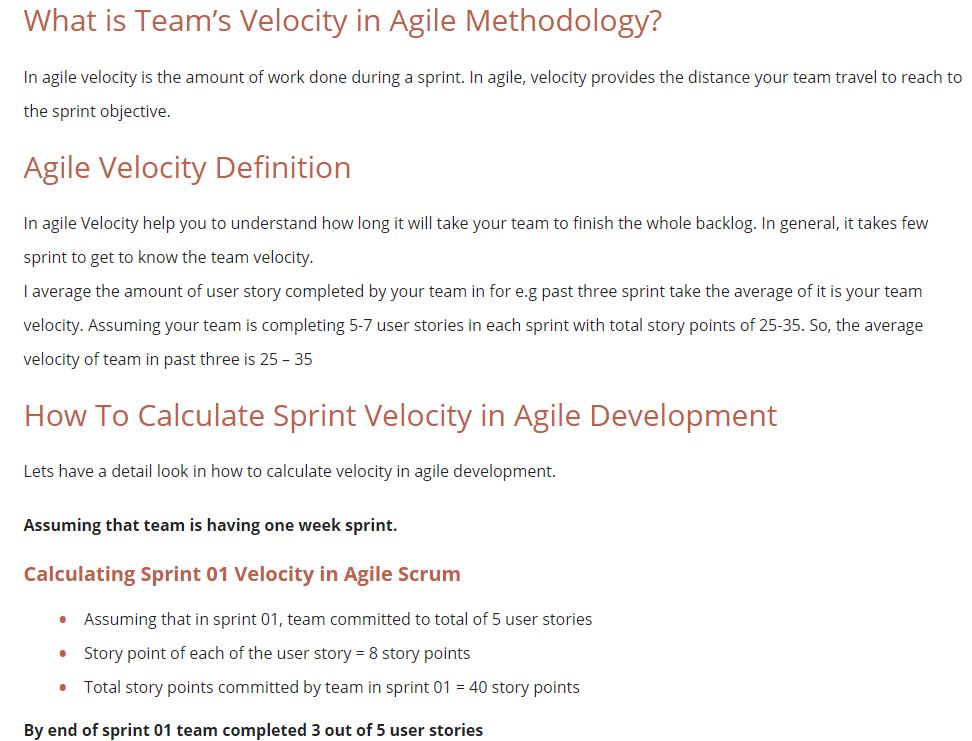 What is Team’s Velocity in Agile Methodology?
In agile velocity is the amount of work done during a sprint. In agile, velocity provides the distance your team travel to reach to
the sprint objective.
Agile Velocity Definition
In agile Velocity help you to understand how long it will take your team to finish the whole backlog. In general, it takes few
sprint to get to know the team velocity.
I average the amount of user story completed by your team in for e.g past three sprint take the average of it is your team
velocity. Assuming your team is completing 5-7 user stories in each sprint with total story points of 25-35. So, the average
velocity of team in past three is 25 – 35
How To Calculate Sprint Velocity in Agile Development
Lets have a detail look in how to calculate velocity in agile development.
Assuming that team is having one week sprint.
Calculating Sprint 01 Velocity in Agile Scrum
• Assuming that in sprint 01, team committed to total of 5 user stories
• Story point of each of the user story = 8 story points
• Total story points committed by team in sprint 01 = 40 story points
By end of sprint 01 team completed 3 out of 5 user stories